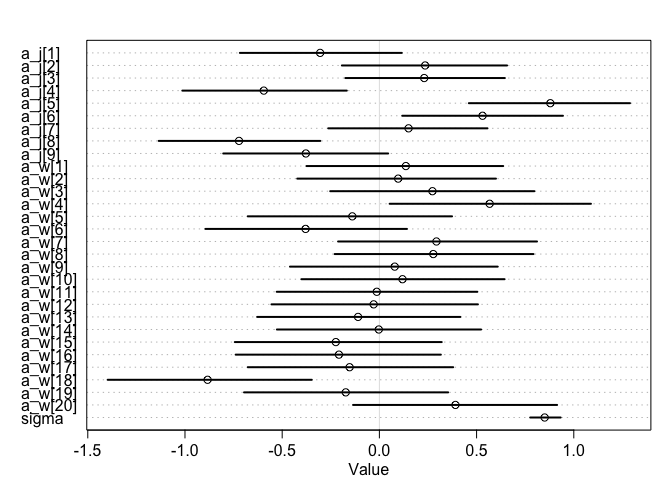 a_j[1]
a_j[2]
a_j[3]
a_j[4]
a_j[5]
a_j[6]
a_j[7]
a_j[8]
a_j[9]
a_w[1]
a_w[2]
a_w[3]
a_w[4]
a_w[5]
a_w[6]
a_w[7]
a_w[8]
a_w[9]
a_w[10]
a_w[11]
a_w[12]
a_w[13]
a_w[14]
a_w[15]
a_w[16]
a_w[17]
a_w[18]
a_w[19]
a_w[20]
sigma
-1.5 -1.0 -0.5 0.0 0.5 1.0
Value